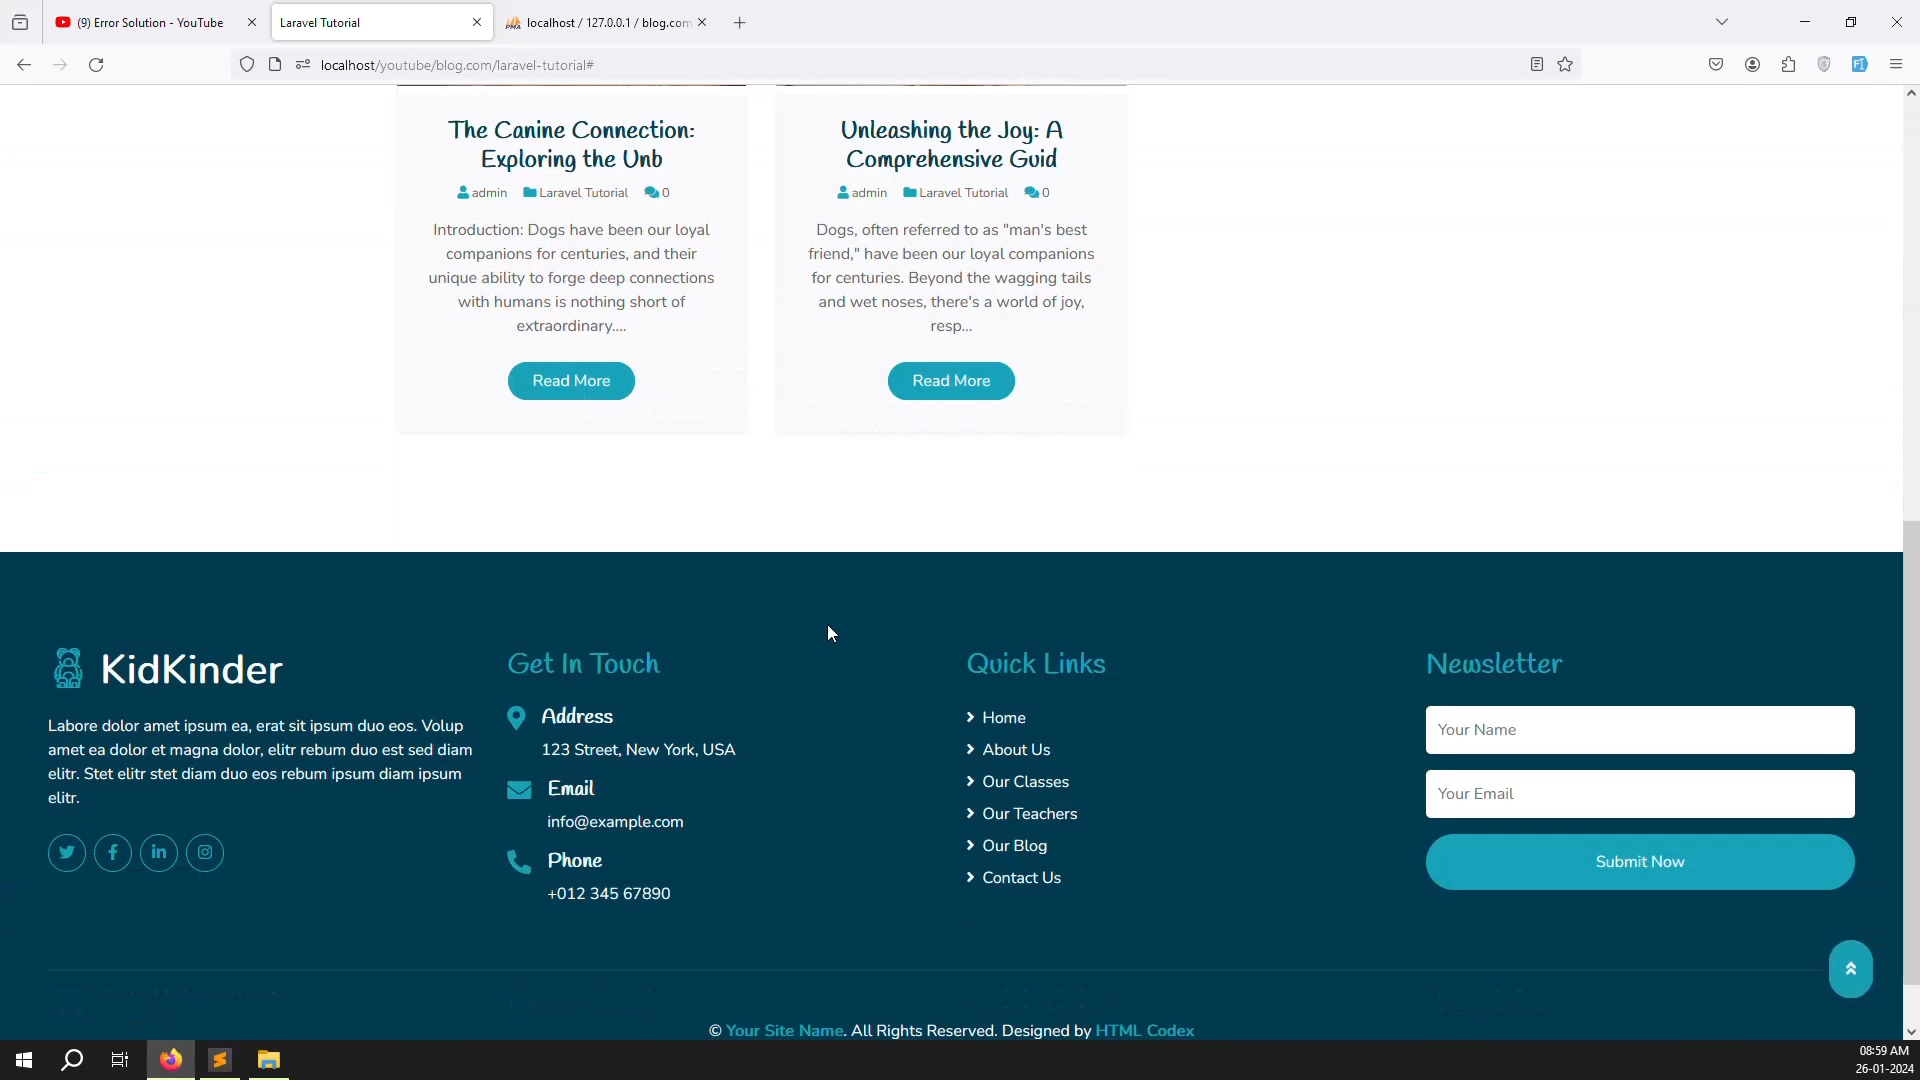 (9) Error Solution - YouTube
Laravel Tutorial
localhost / 127.0.0.1 / blog.com
localhost/youtube/blog.com/laravel-tutorial#
The Canine Connection:
Exploring the Unb
admin Laravel Tutorial 0
Introduction: Dogs have been our loyal
companions for centuries, and their
unique ability to forge deep connections
with humans is nothing short of
extraordinary....
Read More
Unleashing the Joy: A
Comprehensive Guid
admin Laravel Tutorial 0
Dogs, often referred to as "man's best
friend," have been our loyal companions
for centuries. Beyond the wagging tails
and wet noses, there's a world of joy,
resp...
Read More
KidKinder
Labore dolor amet ipsum ea, erat sit ipsum duo eos. Volup
amet ea dolor et magna dolor, elitr rebum duo est sed diam
elitr. Stet elitr stet diam duo eos rebum ipsum diam ipsum
elitr.
Get In Touch
Address
123 Street, New York, USA
Email
info@example.com
Phone
+012 345 67890
Quick Links
Home
About Us
Our Classes
Our Teachers
Our Blog
Contact Us
Newsletter
Your Name
Your Email
Submit Now
© Your Site Name. All Rights Reserved. Designed by HTML Codex
08:59 AM
26-01-2024